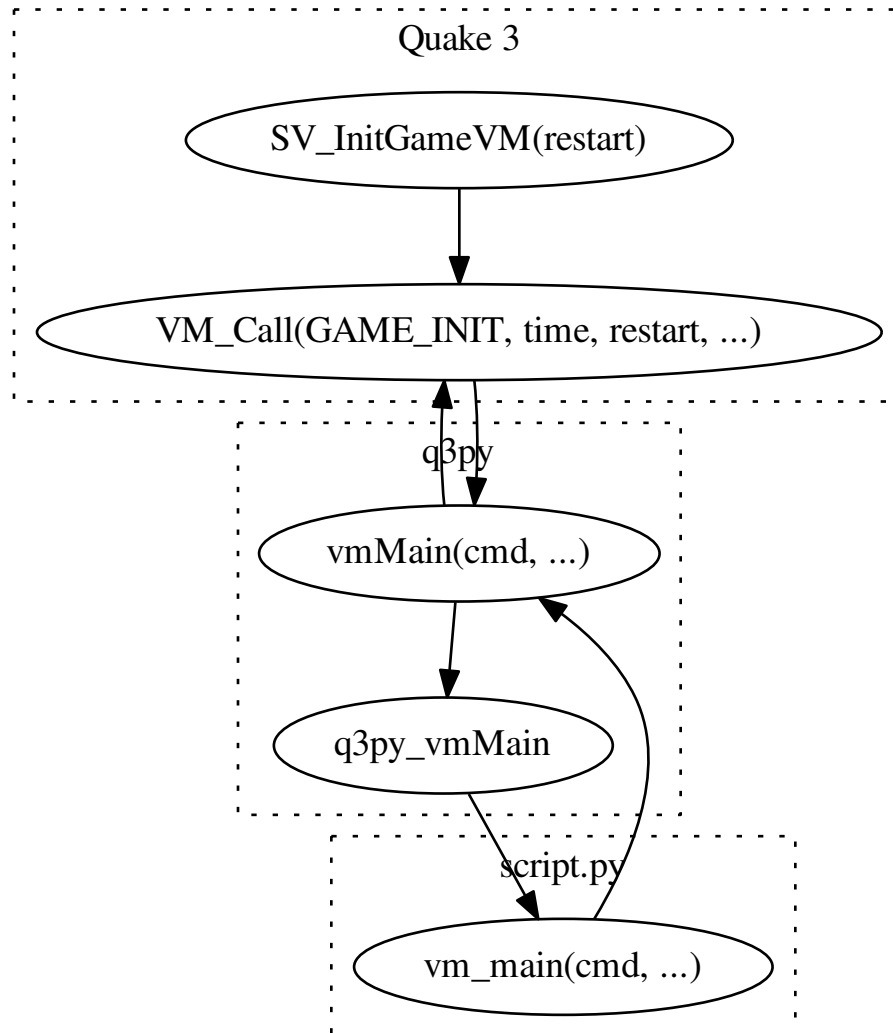 Quake 3
SV_InitGameVM(restart)
VM_Call(GAME_INIT, time, restart, ...)
q3py
vmMain(cmd, ...)
q3py_vmMain
script.py
vm_main(cmd, ...)